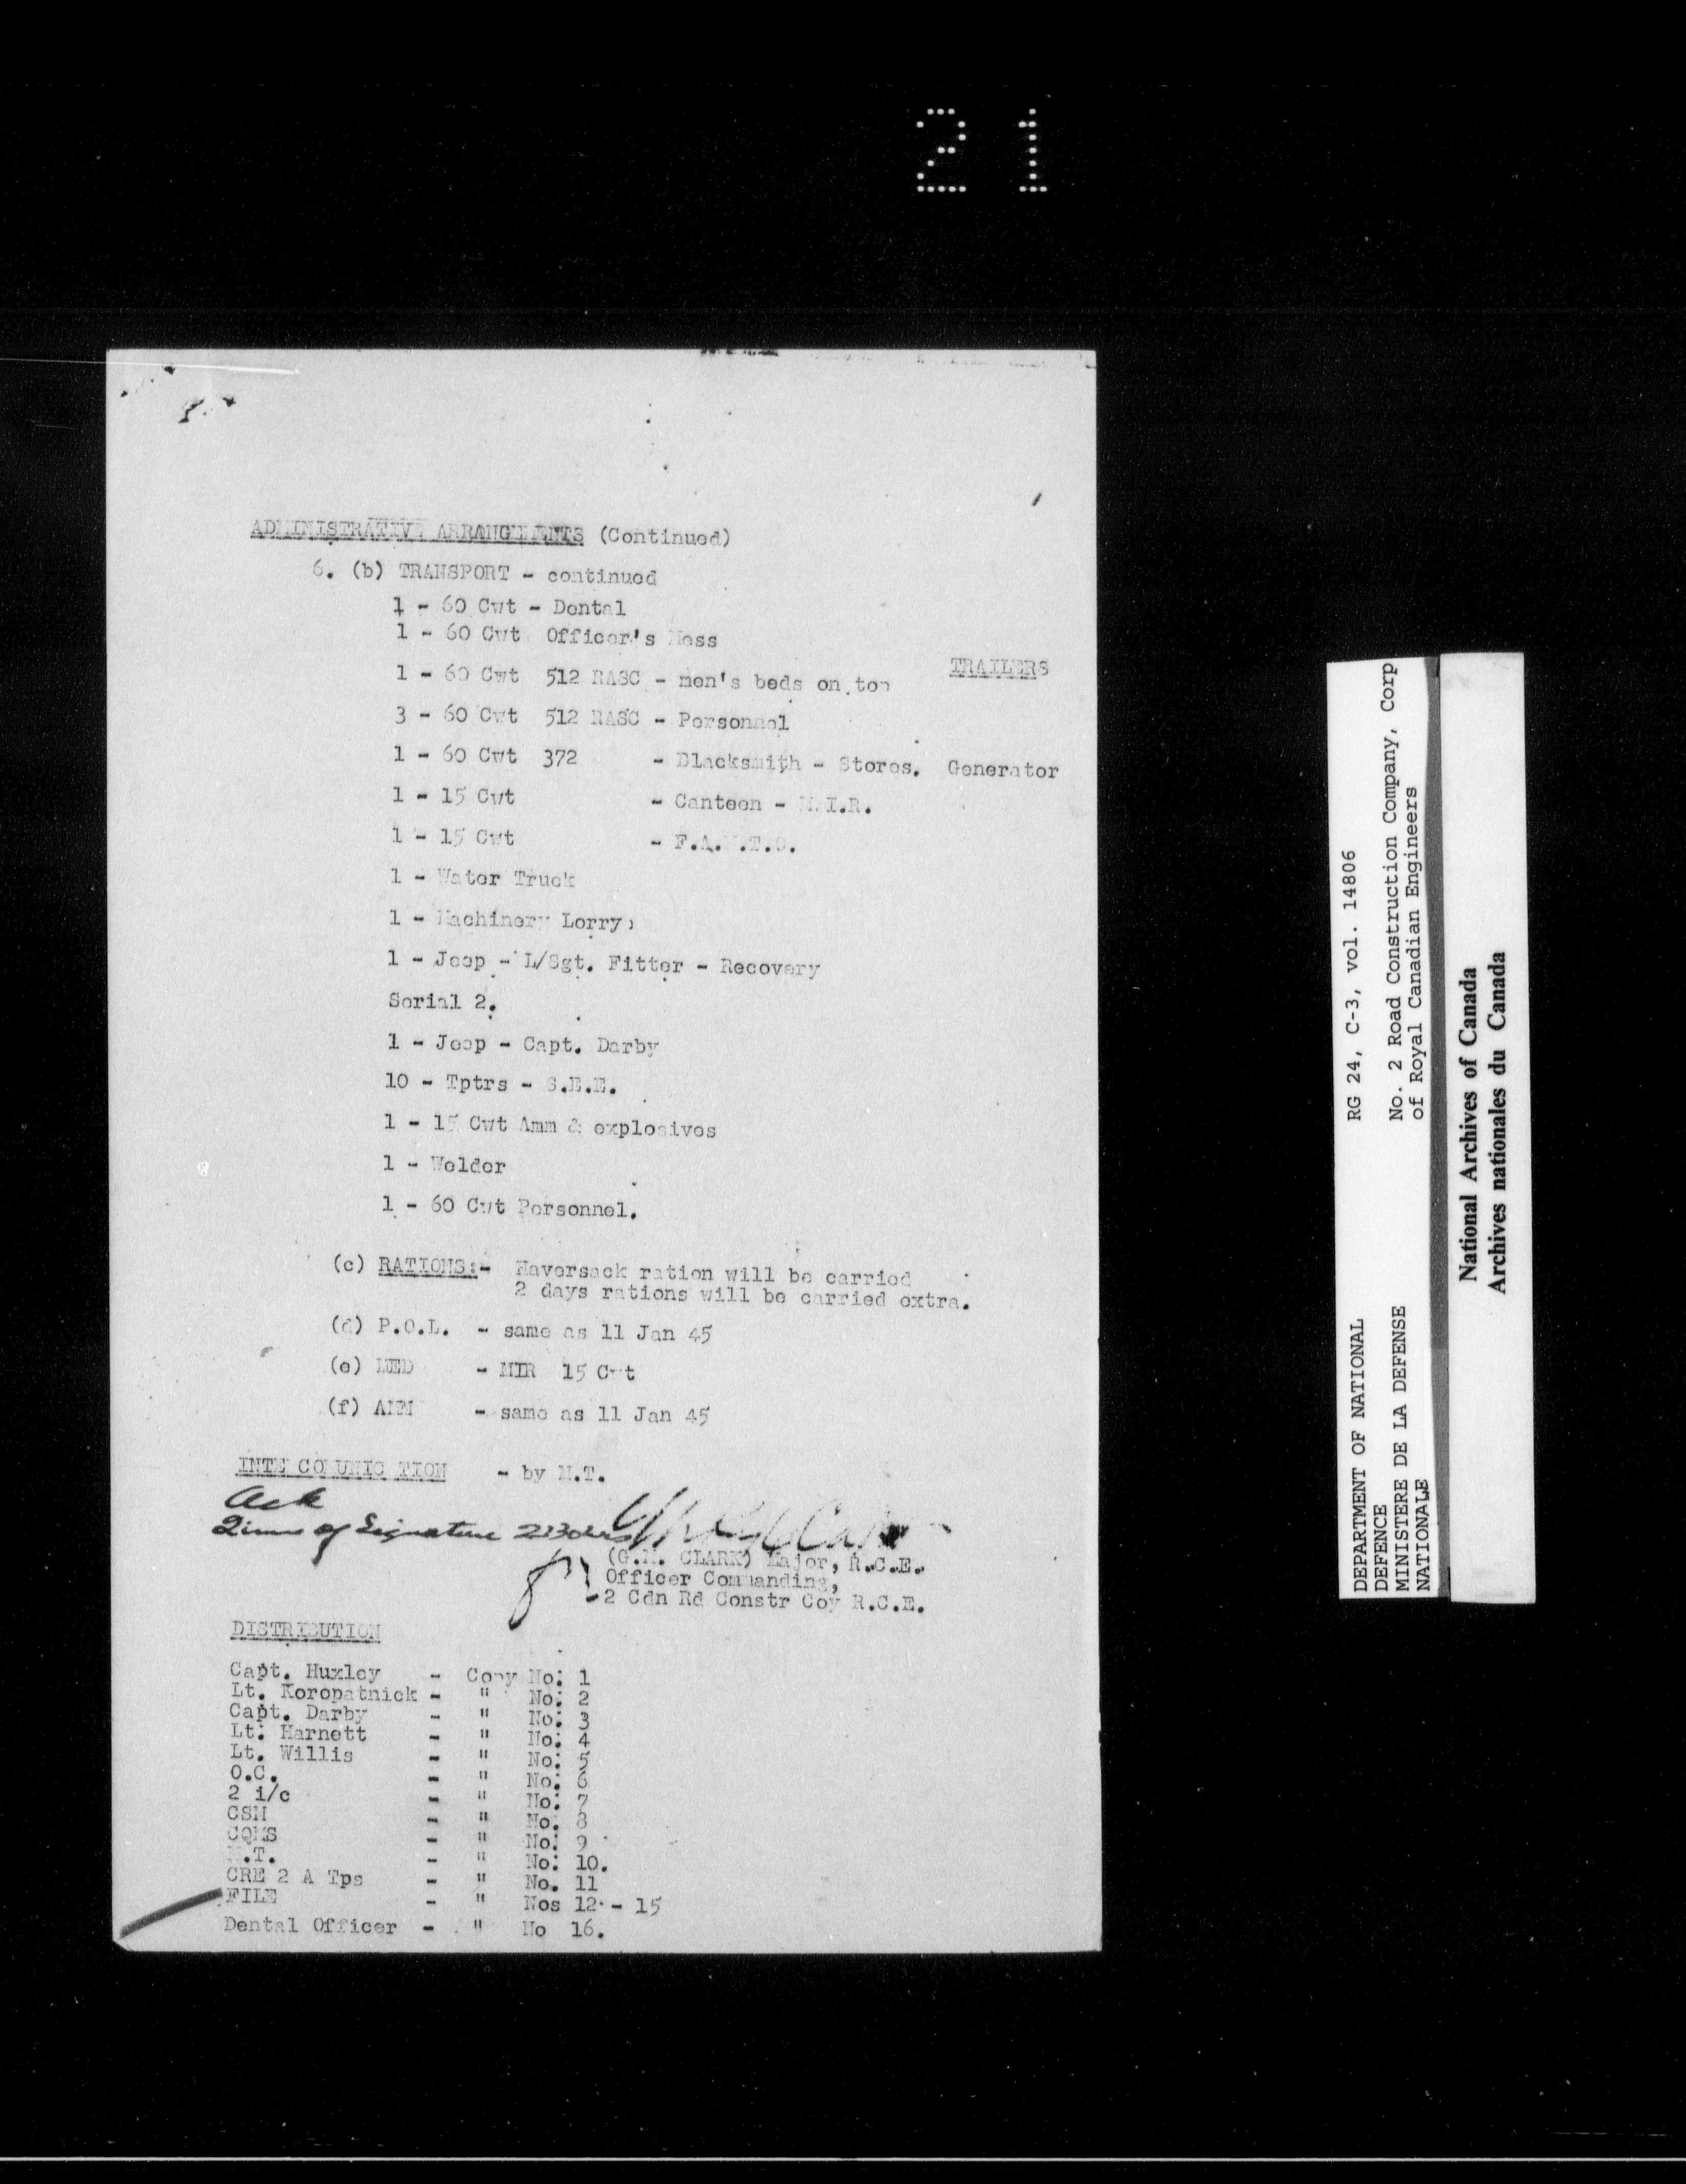 21
ADMINISTRATIVE ARRANGEMENTS (Continued)
6. (b) TRANSPORT - continued
1 - 60 Cwt - Dental
1 - 60 Cwt Officer's Mess
TRAILERS
1 - 60 Cwt 512 RASC - men's beds on top
3 - 60 Cwt 512 RASC - Personnel
1 - 60 Cwt 372 - Blacksmith - Stores. Generator
1 - 15 Cwt - Canteen - M.I.R.
1 - 15 Cwt
1 - Water Truck
1 - Machinery Lorry,
1 - Jeep - L/Sgt. Fitter - Recovery
Serial 2.
1 - Jeep - Capt. Darby
10 - Tptrs - S.E.E.
1 - 15 Cwt Amm & explosives
1 - Welder
1 - 60 Cwt Personnel.
(c) RATIONS:- Haversack ration will be carried
2 days rations will be carried extra.
(d) P.O.L. - same as 11 Jan 45
(e) MED - MIR 15 Cwt
(f) AMM - same as 11 Jan 45
INTE COMUNIC TION - by M.T.
Ack
Time of Signature 2130hrs
(G.M. CLARK) Major, R.C.E.
Officer Commanding,
2 Cdn Rd Constr Coy R.C.E.
DISTRIBUTION
Capt. Huxley - Copy No: 1
Lt. Koropatnick - " No: 2
Capt. Darby - " No: 3
Lt: Harnett - " No: 4
Lt. Willis - " No: 5
O.C. - " No: 6
2 i/c - " No: 7
CSM - " No. 8
CQMS - " No: 9
M.T. - " No: 10.
CRE 2 A Tps - " No. 11
FILE - " Nos 12 - 15
Dental Officer - " No 16.
DEPARTMENT OF NATIONAL
DEFENCE
MINISTERE DE LA DEFENSE
NATIONALE
RG 24, C-3, vol. 14806
No. 2 Road Construction Company, Corp
of Royal Canadian Engineers
National Archives of Canada
Archives nationales du Canada